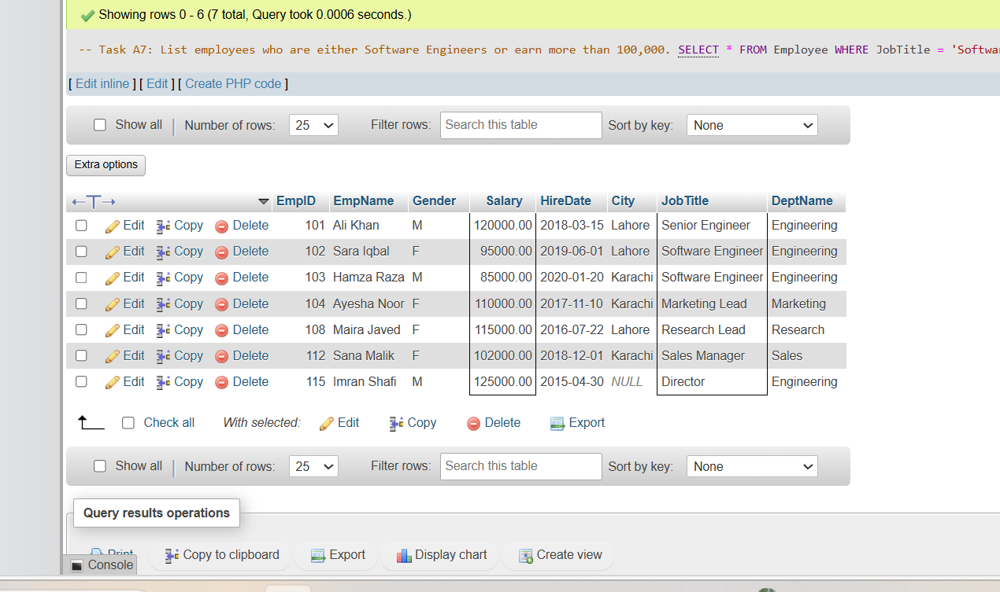 Showing rows 0 - 6 (7 total, Query took 0.0006 seconds.)
-- Task A7: List employees who are either Software Engineers or earn more than 100,000. SELECT * FROM Employee WHERE JobTitle = 'Softwa
[ Edit inline ] [ Edit ] [ Create PHP code ]
Show all | Number of rows: 25 Filter rows: Search this table Sort by key: None
Extra options
←T→ EmpID EmpName Gender Salary HireDate City JobTitle DeptName
Edit Copy Delete 101 Ali Khan M 120000.00 2018-03-15 Lahore Senior Engineer Engineering
Edit Copy Delete 102 Sara Iqbal F 95000.00 2019-06-01 Lahore Software Engineer Engineering
Edit Copy Delete 103 Hamza Raza M 85000.00 2020-01-20 Karachi Software Engineer Engineering
Edit Copy Delete 104 Ayesha Noor F 110000.00 2017-11-10 Karachi Marketing Lead Marketing
Edit Copy Delete 108 Maira Javed F 115000.00 2016-07-22 Lahore Research Lead Research
Edit Copy Delete 112 Sana Malik F 102000.00 2018-12-01 Karachi Sales Manager Sales
Edit Copy Delete 115 Imran Shafi M 125000.00 2015-04-30 NULL Director Engineering
Check all With selected: Edit Copy Delete Export
Show all | Number of rows: 25 Filter rows: Search this table Sort by key: None
Query results operations
Print Copy to clipboard Export Display chart Create view
Console